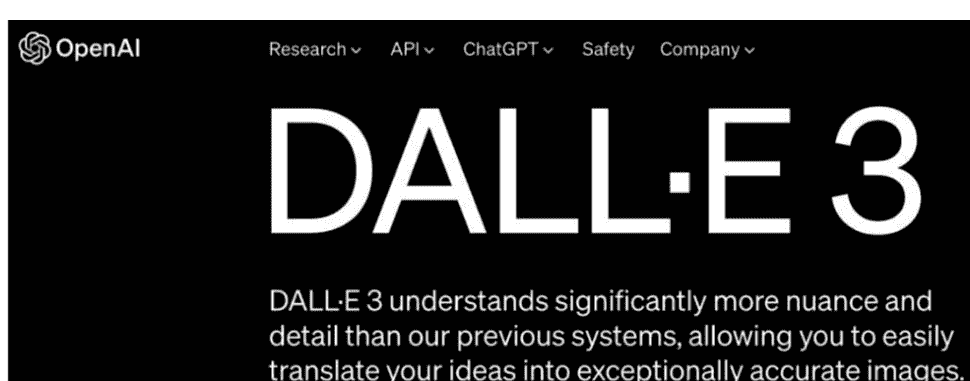 OpenAI
Research API ChatGPT Safety Company
DALL·E 3
DALL·E 3 understands significantly more nuance and
detail than our previous systems, allowing you to easily
translate your ideas into exceptionally accurate images.